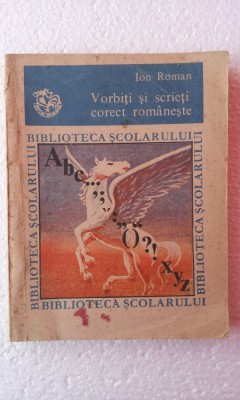 Ion Roman
Vorbiți și scrieți
corect românește
BIBLIOTECA ȘCOLARULUI
BIBLIOTECA ȘCOLARULUI
BIBLIOTECA ȘCOLARULUI
Abc...
,?,
...Ö?!
xyz
BIBLIOTECA ȘCOLARULUI